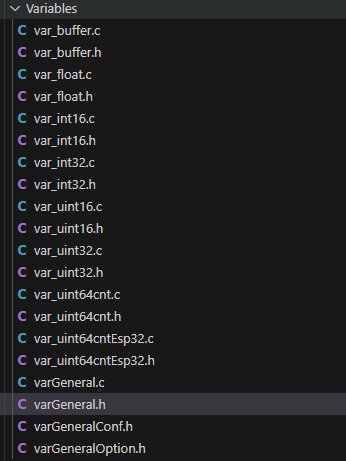 Variables
C var_buffer.c
C var_buffer.h
C var_float.c
C var_float.h
C var_int16.c
C var_int16.h
C var_int32.c
C var_int32.h
C var_uint16.c
C var_uint16.h
C var_uint32.c
C var_uint32.h
C var_uint64cnt.c
C var_uint64cnt.h
C var_uint64cntEsp32.c
C var_uint64cntEsp32.h
C varGeneral.c
C varGeneral.h
C varGeneralConf.h
C varGeneralOption.h